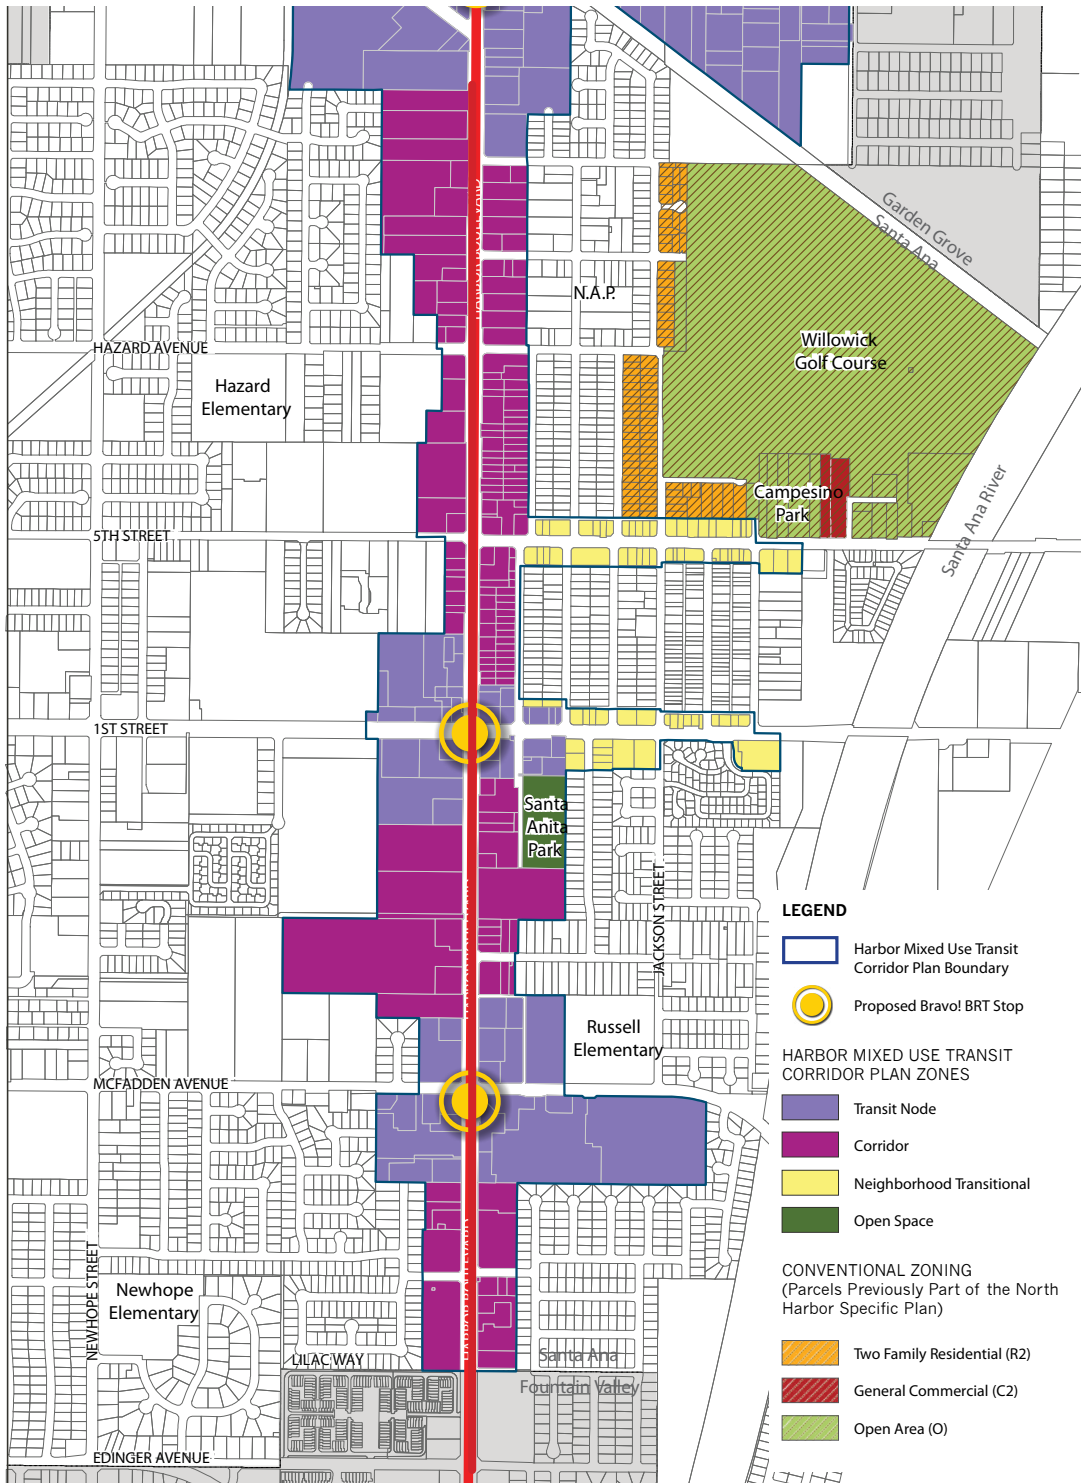 Garden Grove
Santa Ana
N.A.P.
Willowick
Golf Course
HAZARD AVENUE
Hazard
Elementary
Campesino
Park
Santa Ana River
5TH STREET
1ST STREET
Santa
Anita
Park
JACKSON STREET
Russell
Elementary
MCFADDEN AVENUE
NEWHOPE STREET
Newhope
Elementary
HARBOR BOULEVARD
LILAC WAY
Santa Ana
Fountain Valley
EDINGER AVENUE
LEGEND
Harbor Mixed Use Transit
Corridor Plan Boundary
Proposed Bravo! BRT Stop
HARBOR MIXED USE TRANSIT
CORRIDOR PLAN ZONES
Transit Node
Corridor
Neighborhood Transitional
Open Space
CONVENTIONAL ZONING
(Parcels Previously Part of the North
Harbor Specific Plan)
Two Family Residential (R2)
General Commercial (C2)
Open Area (O)